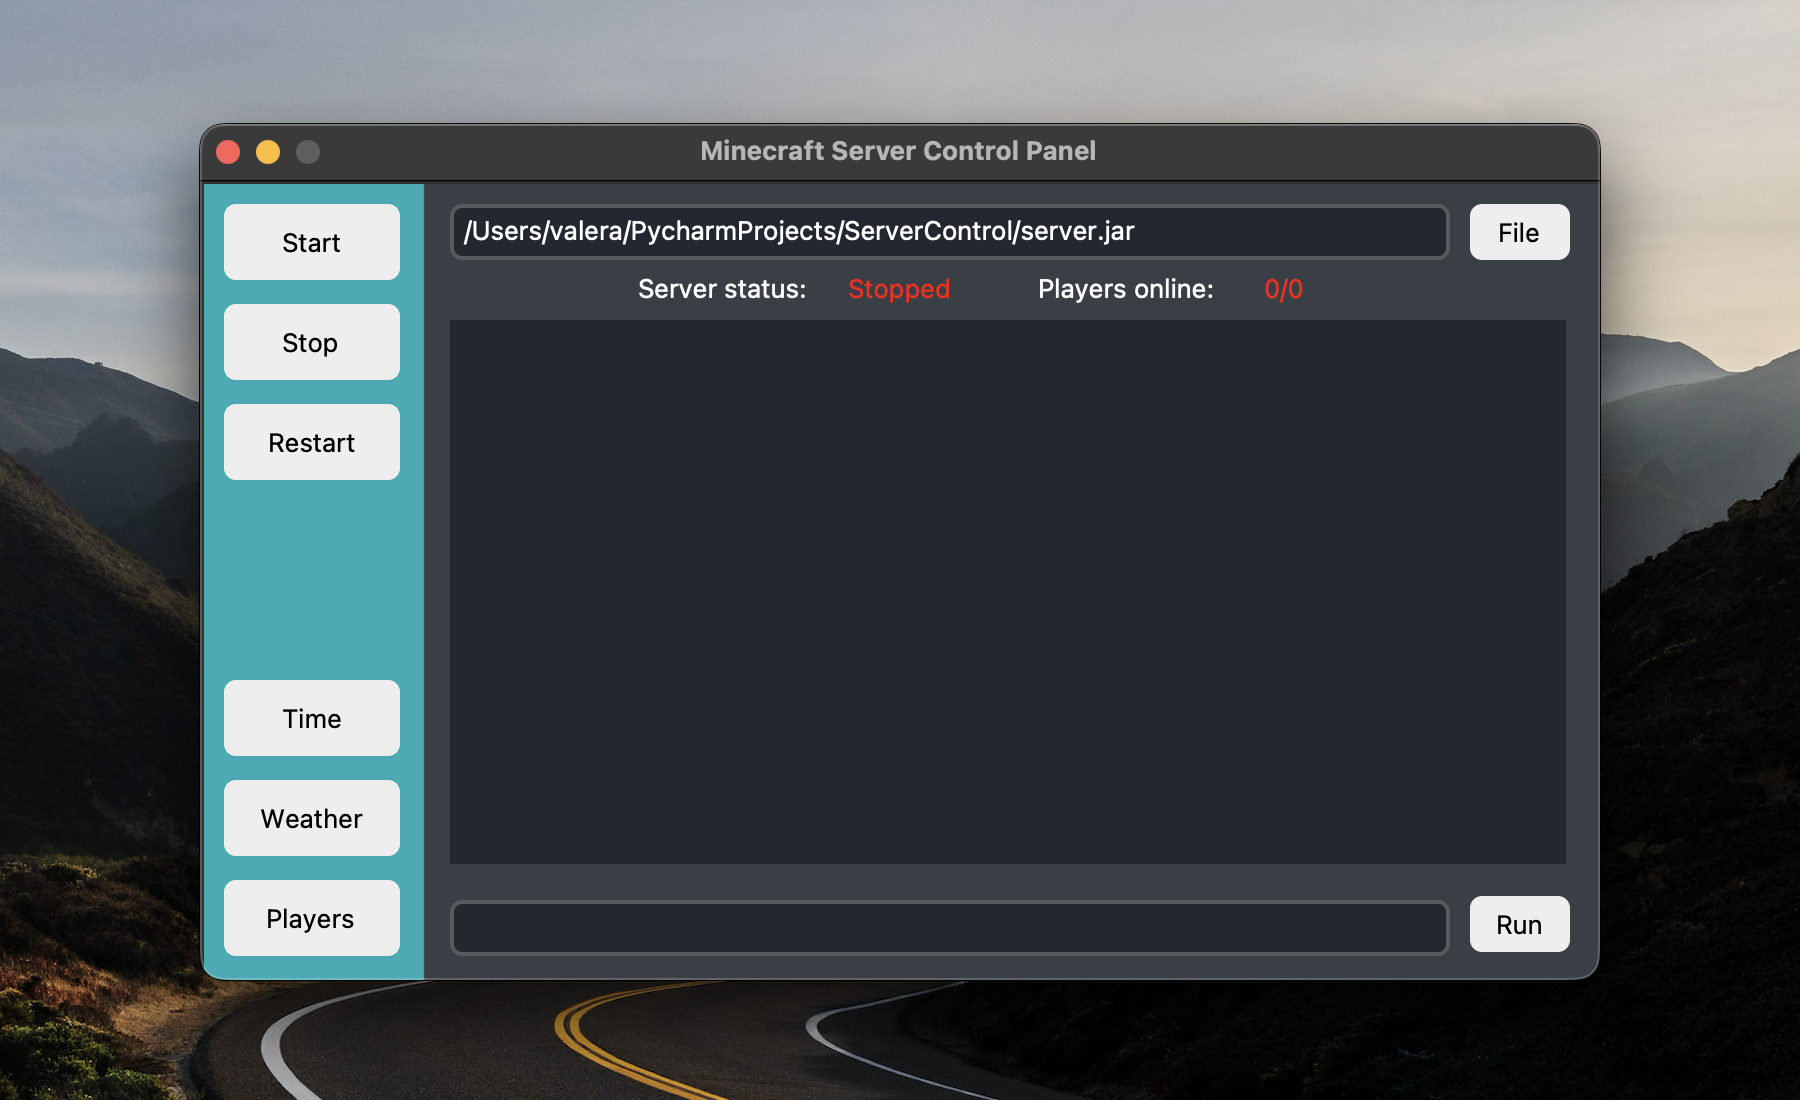 Minecraft Server Control Panel
Start
/Users/valera/PycharmProjects/ServerControl/server.jar
File
Server status: Stopped Players online: 0/0
Stop
Restart
Time
Weather
Players
Run